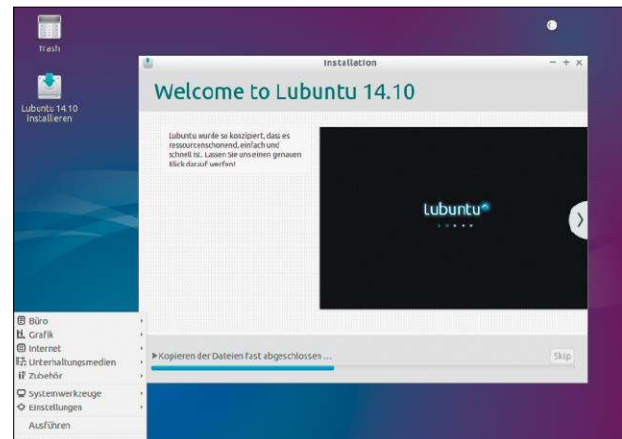 Trash
Lubuntu 14.10
Installieren
Installation
Welcome to Lubuntu 14.10
Lubuntu wurde so koszipiert, dass es
ressourcenschonend, einfach und
schnell ist. Lassen Sie uns einen genauen
Blick darauf werfen!
Lubuntu
Büro
Grafik
Internet
Unterhaltungsmedien
Zubehör
Systemwerkzeuge
Einstellungen
Ausführen
Kopieren der Dateien fast abgeschlossen ...
Skip